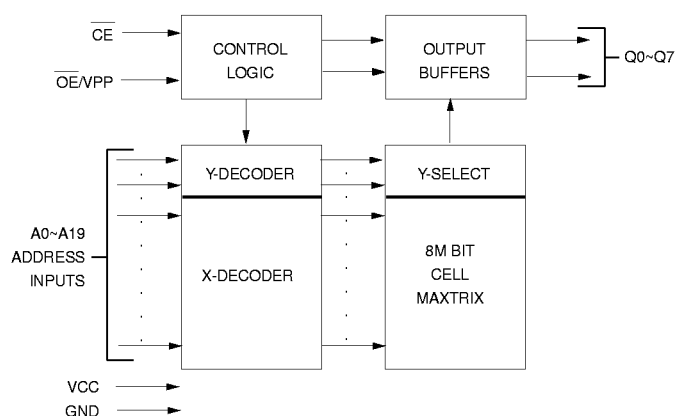 CE
CONTROL
LOGIC
OE/VPP
OUTPUT
BUFFERS
Q0~Q7
Y-DECODER
Y-SELECT
A0~A19
ADDRESS
INPUTS
X-DECODER
8M BIT
CELL
MAXTRIX
VCC
GND